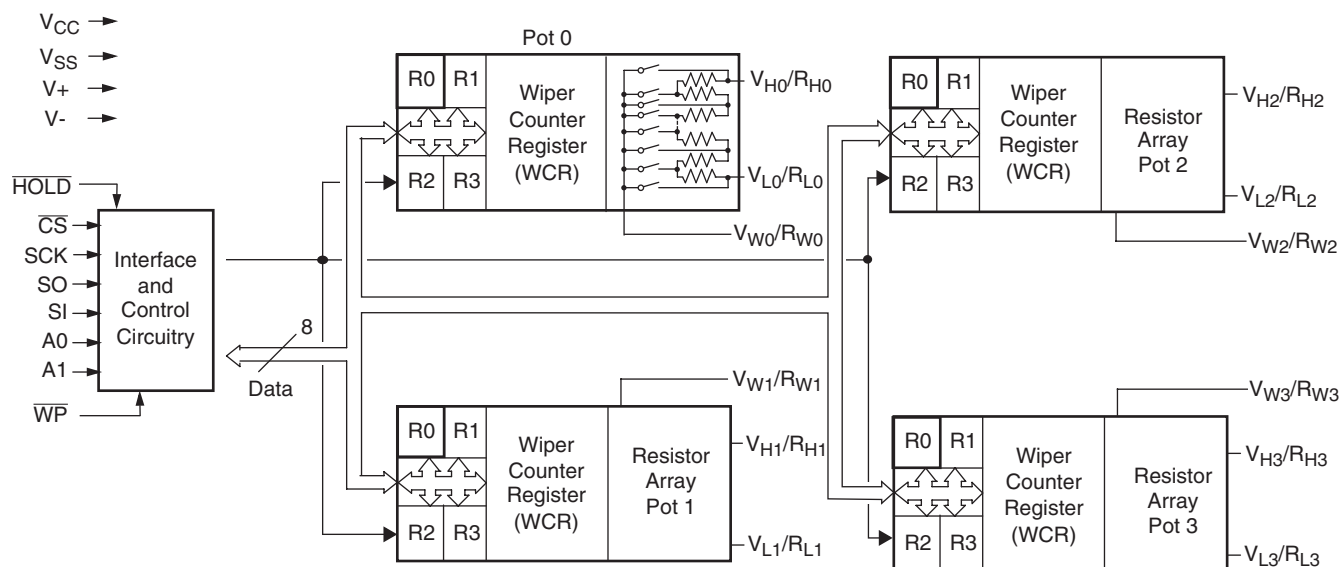 V_CC
V_SS
V+
V-
HOLD
CS
SCK
SO
SI
A0
A1
WP
Interface
and
Control
Circuitry
8
Data
Pot 0
R0 R1
R2 R3
Wiper
Counter
Register
(WCR)
V_H0/R_H0
V_L0/R_L0
V_W0/R_W0
R0 R1
R2 R3
Wiper
Counter
Register
(WCR)
Resistor
Array
Pot 2
V_H2/R_H2
V_L2/R_L2
V_W2/R_W2
V_W1/R_W1
R0 R1
R2 R3
Wiper
Counter
Register
(WCR)
Resistor
Array
Pot 1
V_H1/R_H1
V_L1/R_L1
V_W3/R_W3
R0 R1
R2 R3
Wiper
Counter
Register
(WCR)
Resistor
Array
Pot 3
V_H3/R_H3
V_L3/R_L3